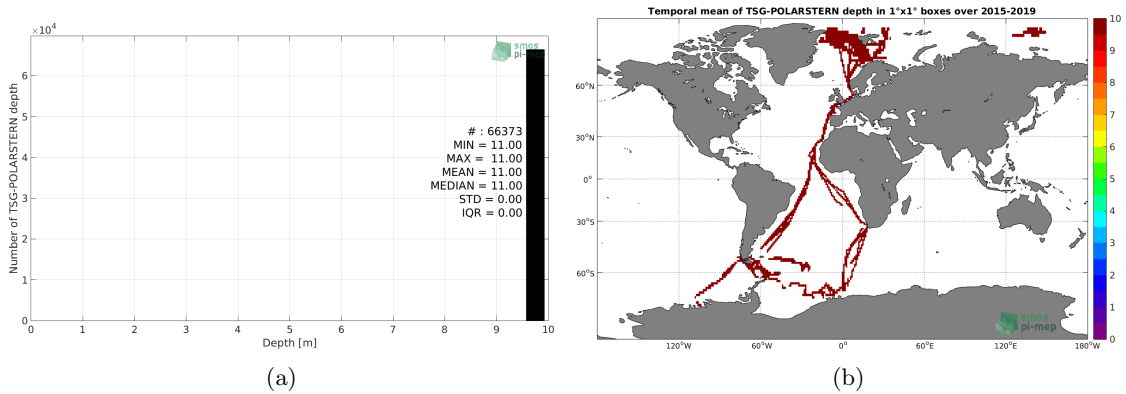 x10⁴
smos
pi-mep
Number of TSG-POLARSTERN depth
6
5
4
3
2
1
0
# : 66373
MIN = 11.00
MAX = 11.00
MEAN = 11.00
MEDIAN = 11.00
STD = 0.00
IQR = 0.00
0 1 2 3 4 5 6 7 8 9 10
Depth [m]
(a)
Temporal mean of TSG-POLARSTERN depth in 1°x1° boxes over 2015-2019
60°N
30°N
0°
30°S
60°S
120°W 60°W 0° 60°E 120°E 180°W
smos
pi-mep
10
9
8
7
6
5
4
3
2
1
0
(b)